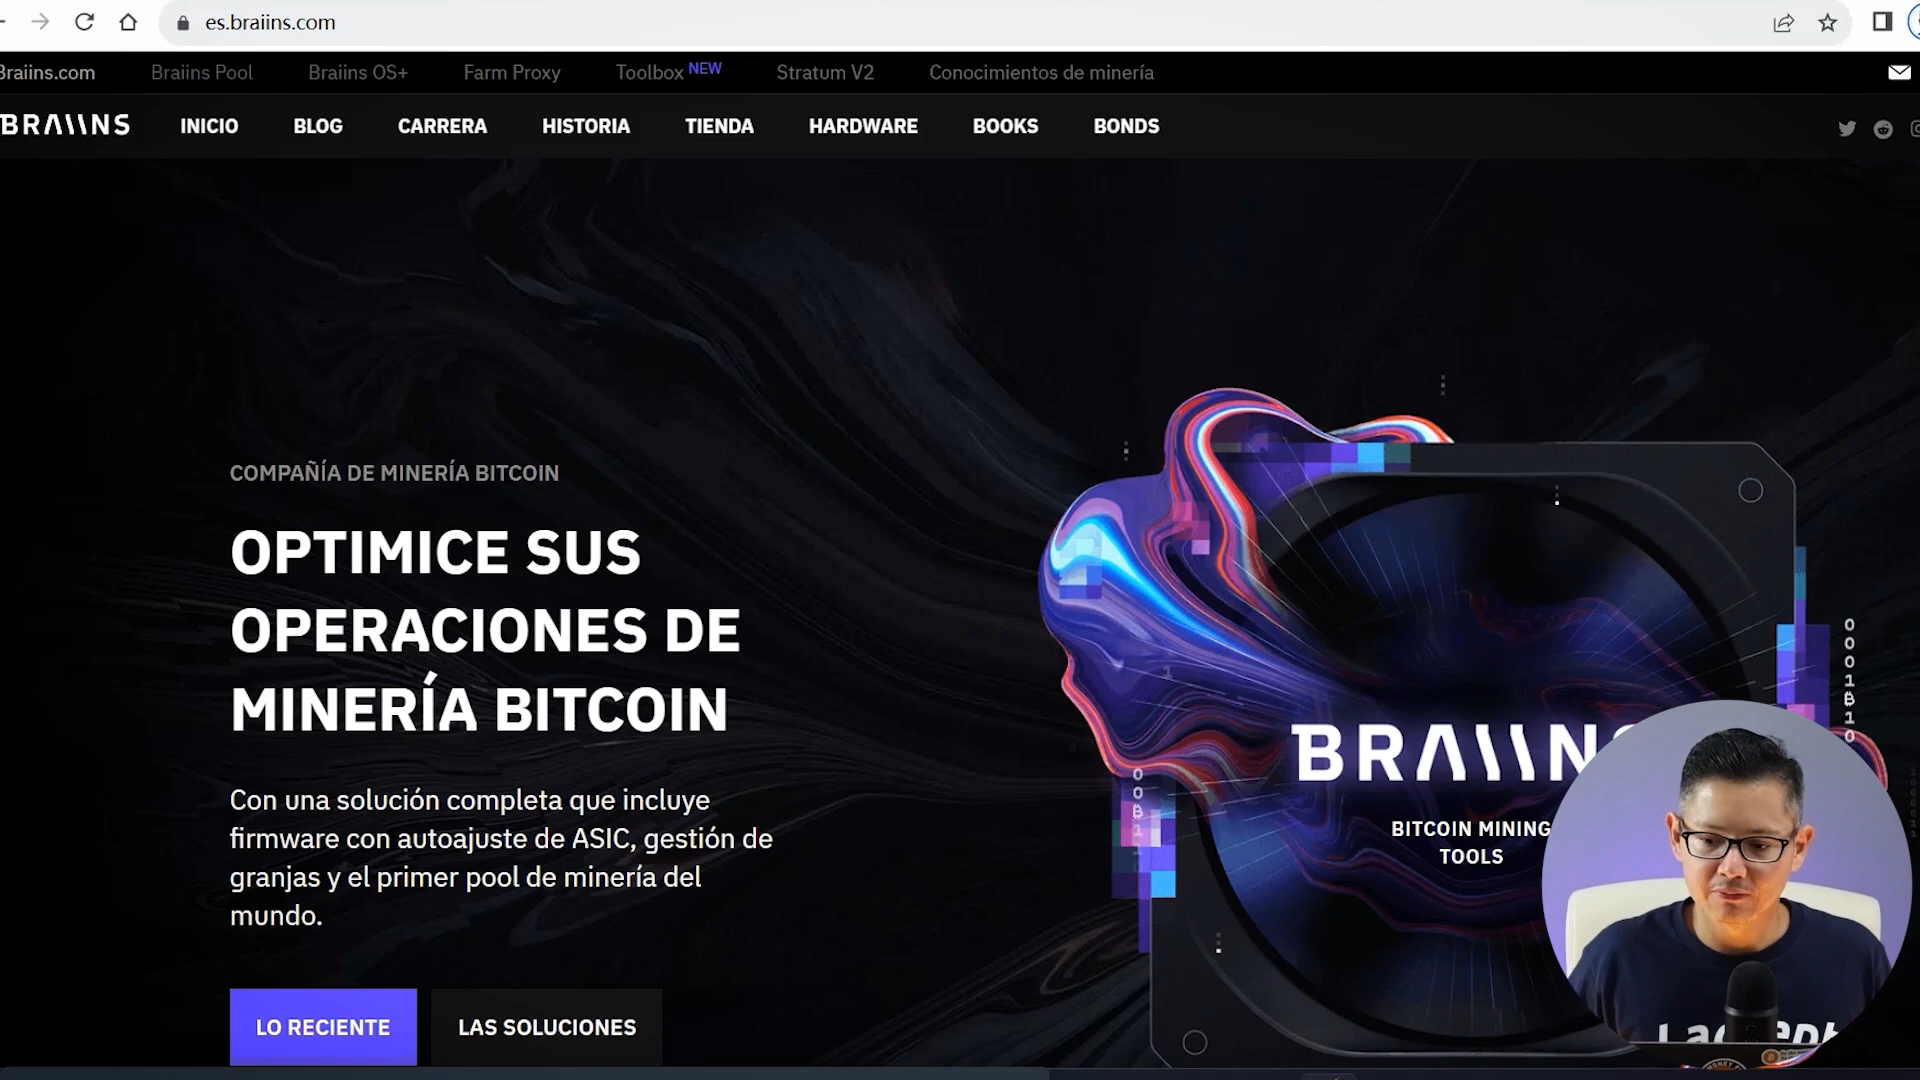 es.braiins.com
Braiins.com Braiins Pool Braiins OS+ Farm Proxy Toolbox NEW Stratum V2 Conocimientos de minería
BRAIINS INICIO BLOG CARRERA HISTORIA TIENDA HARDWARE BOOKS BONDS
COMPAÑÍA DE MINERÍA BITCOIN
OPTIMICE SUS
OPERACIONES DE
MINERÍA BITCOIN
Con una solución completa que incluye
firmware con autoajuste de ASIC, gestión de
granjas y el primer pool de minería del
mundo.
LO RECIENTE LAS SOLUCIONES
BRAIINS
BITCOIN MINING
TOOLS